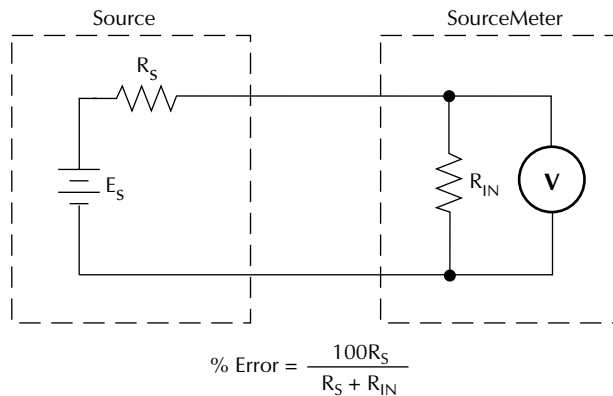 Source
SourceMeter
R_S
E_S
R_IN
V
% Error = 100R_S / R_S + R_IN